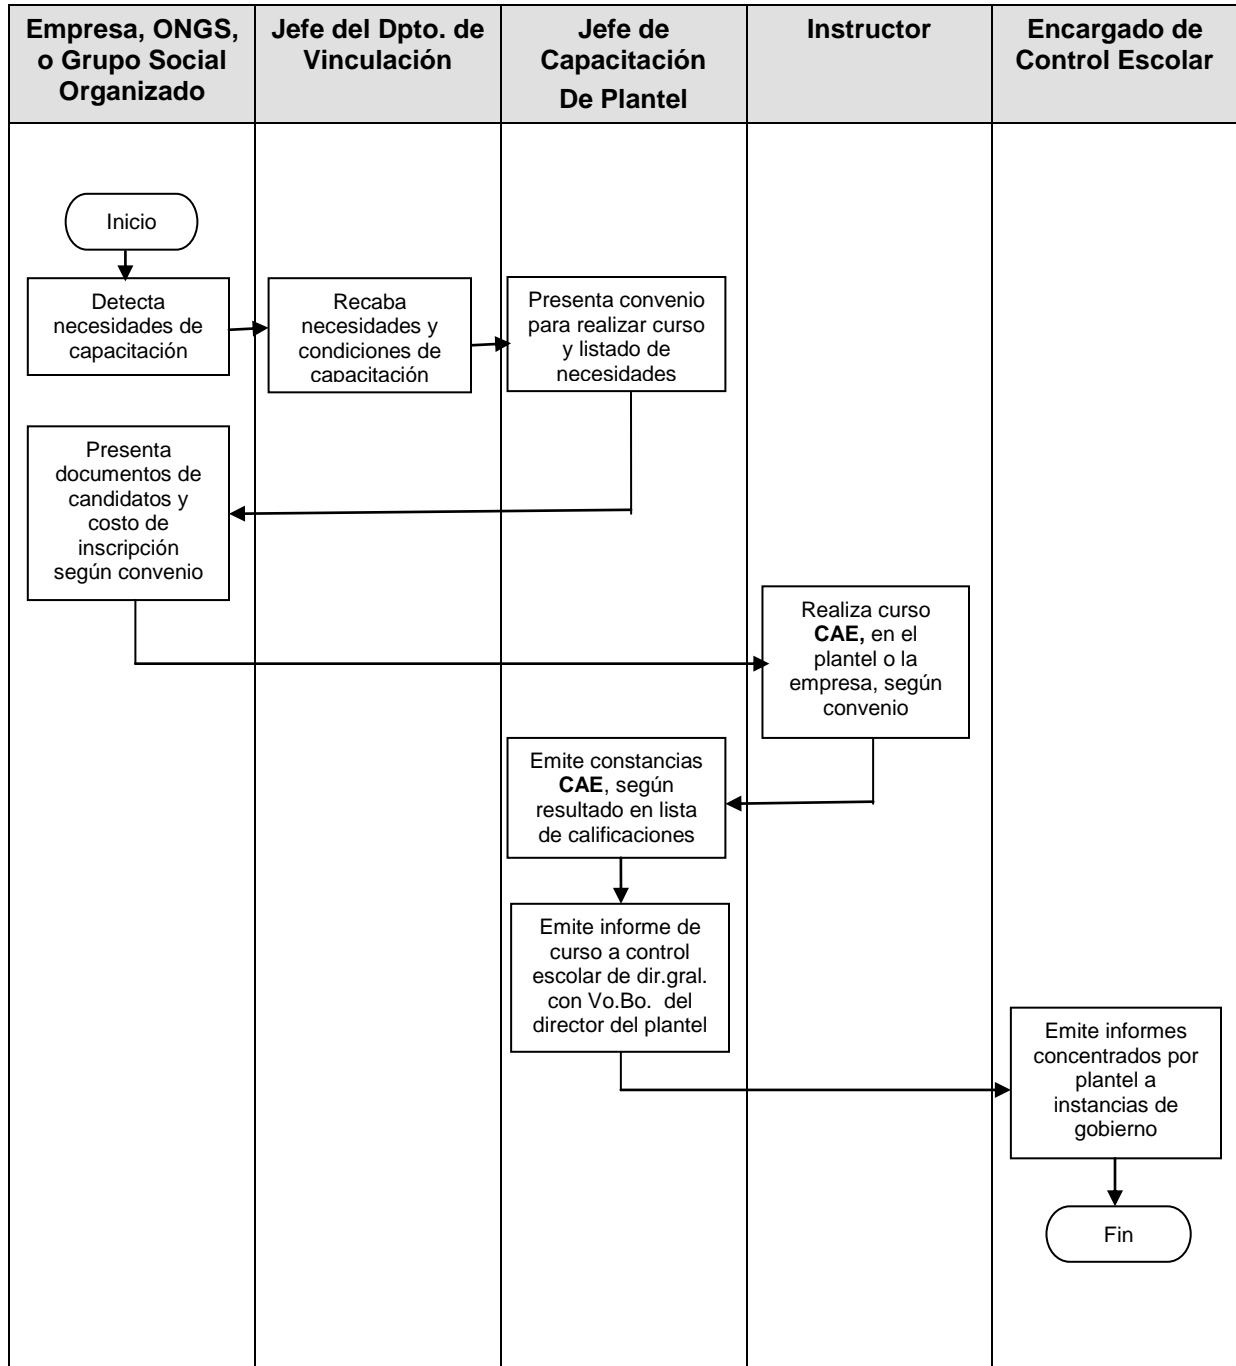 Empresa, ONGS,
o Grupo Social
Organizado
Jefe del Dpto. de
Vinculación
Jefe de
Capacitación
De Plantel
Instructor
Encargado de
Control Escolar
Inicio
Detecta
necesidades de
capacitación
Recaba
necesidades y
condiciones de
capacitación
Presenta convenio
para realizar curso
y listado de
necesidades
Presenta
documentos de
candidatos y
costo de
inscripción
según convenio
Realiza curso
CAE, en el
plantel o la
empresa, según
convenio
Emite constancias
CAE, según
resultado en lista
de calificaciones
Emite informe de
curso a control
escolar de dir.gral.
con Vo.Bo. del
director del plantel
Emite informes
concentrados por
plantel a
instancias de
gobierno
Fin